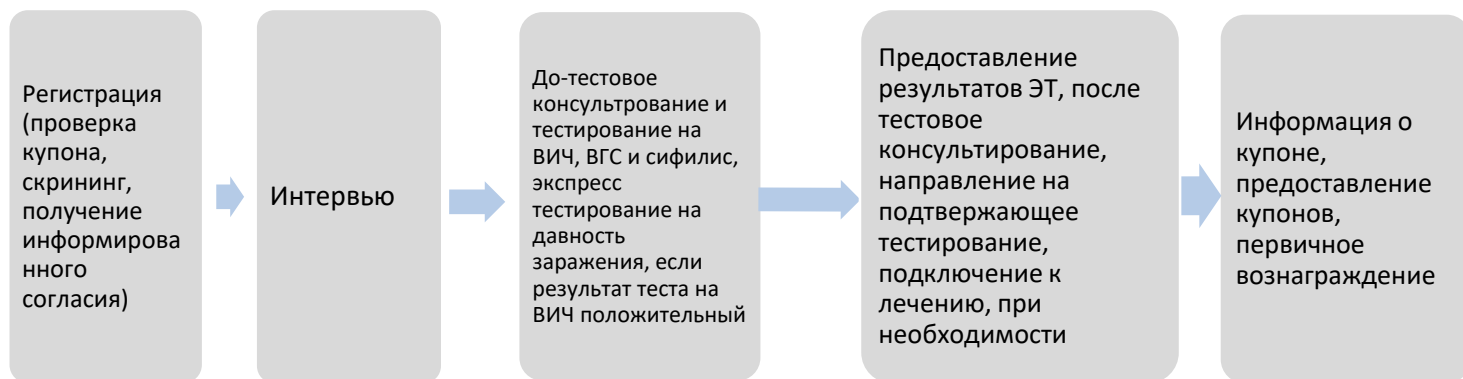 Регистрация
(проверка
купона,
скрининг,
получение
информирова
нного
согласия)
Интервью
До-тестовое
консультрование и
тестирование на
ВИЧ, ВГС и сифилис,
экспресс
тестирование на
давность
заражения, если
результат теста на
ВИЧ положительный
Предоставление
результатов ЭТ, после
тестовое
консультирование,
направление на
подтвержающее
тестирование,
подключение к
лечению, при
необходимости
Информация о
купоне,
предоставление
купонов,
первичное
вознаграждение